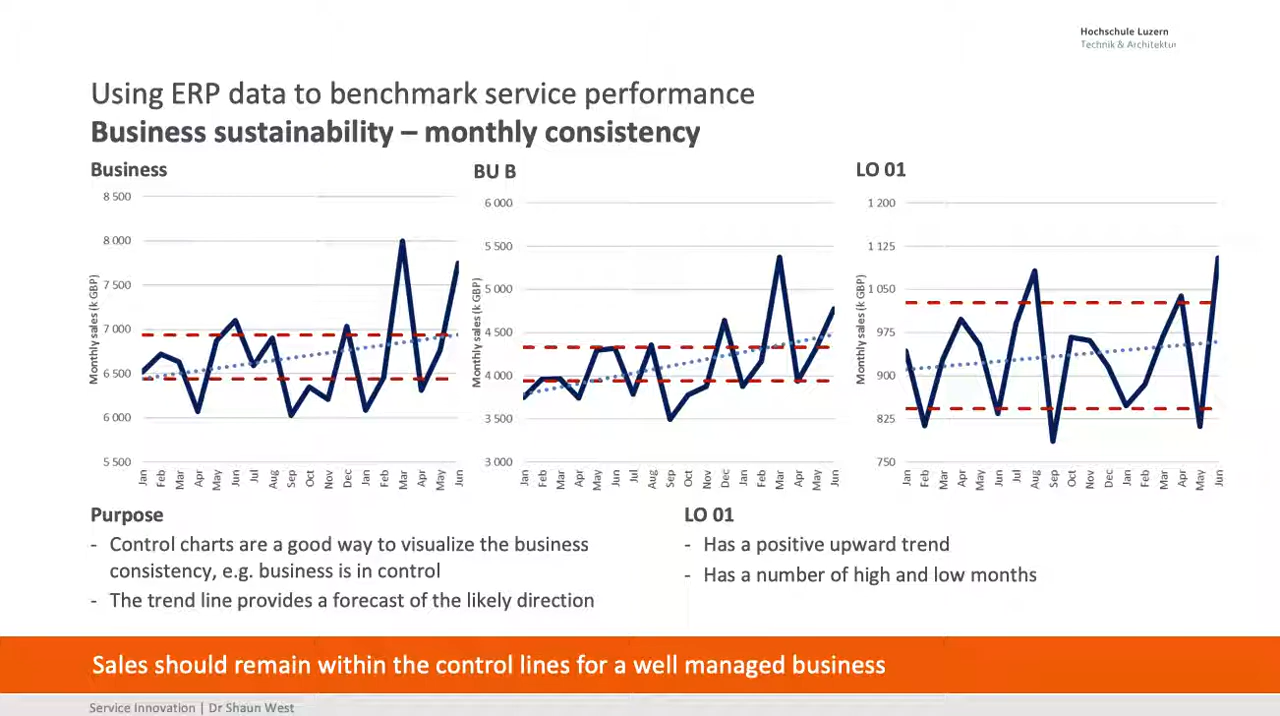 Hochschule Luzern
Technik & Architektur
Using ERP data to benchmark service performance
Business sustainability – monthly consistency
Business
Monthly sales (k GBP)
8 500
8 000
7 500
7 000
6 500
6 000
5 500
Jan Feb Mar Apr May Jun Jul Aug Sep Oct Nov Dec Jan Feb Mar Apr May Jun
BU B
Monthly sales (k GBP)
6 000
5 500
5 000
4 500
4 000
3 500
3 000
Jan Feb Mar Apr May Jun Jul Aug Sep Oct Nov Dec Jan Feb Mar Apr May Jun
LO 01
Monthly sales (k GBP)
1 200
1 125
1 050
975
900
825
750
Jan Feb Mar Apr May Jun Jul Aug Sep Oct Nov Dec Jan Feb Mar Apr May Jun
Purpose
- Control charts are a good way to visualize the business
consistency, e.g. business is in control
- The trend line provides a forecast of the likely direction
LO 01
- Has a positive upward trend
- Has a number of high and low months
Sales should remain within the control lines for a well managed business
Service Innovation | Dr Shaun West